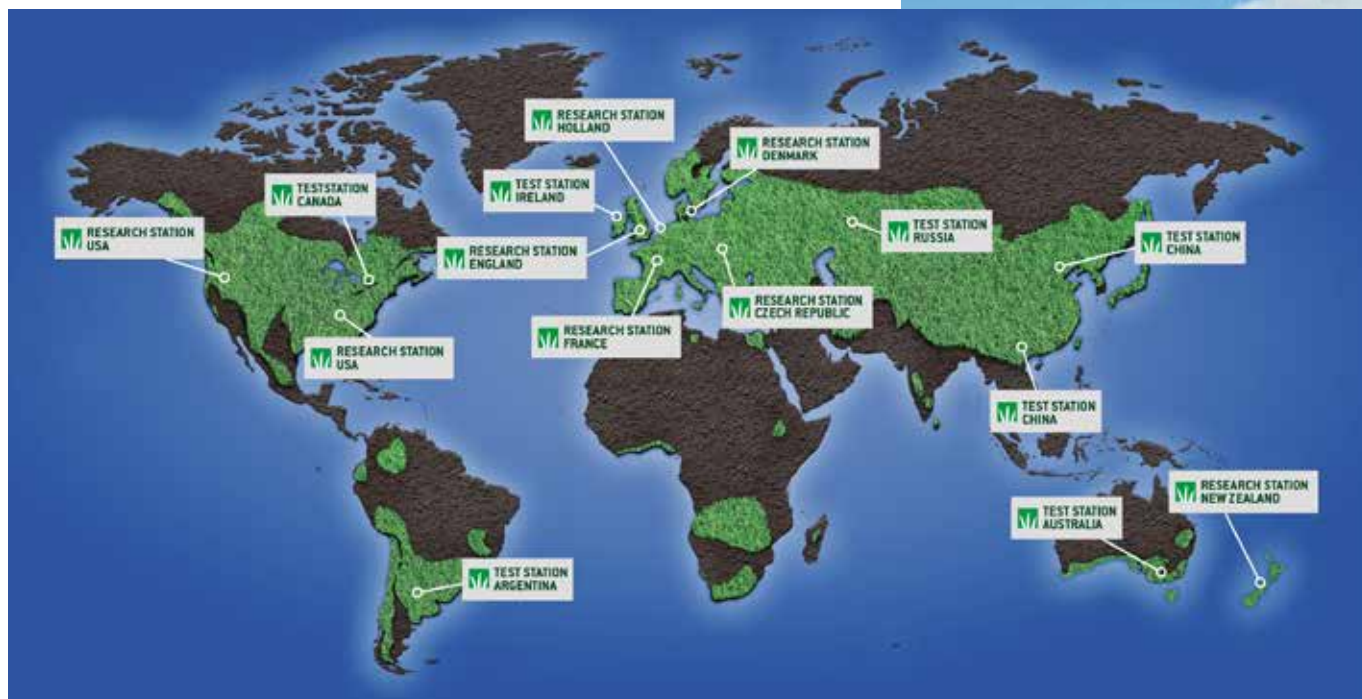 RESEARCH STATION
HOLLAND
RESEARCH STATION
DENMARK
TEST STATION
IRELAND
TESTSTATION
CANADA
RESEARCH STATION
USA
RESEARCH STATION
ENGLAND
TEST STATION
RUSSIA
TEST STATION
CHINA
RESEARCH STATION
CZECH REPUBLIC
RESEARCH STATION
FRANCE
RESEARCH STATION
USA
TEST STATION
CHINA
RESEARCH STATION
NEW ZEALAND
TEST STATION
AUSTRALIA
TEST STATION
ARGENTINA